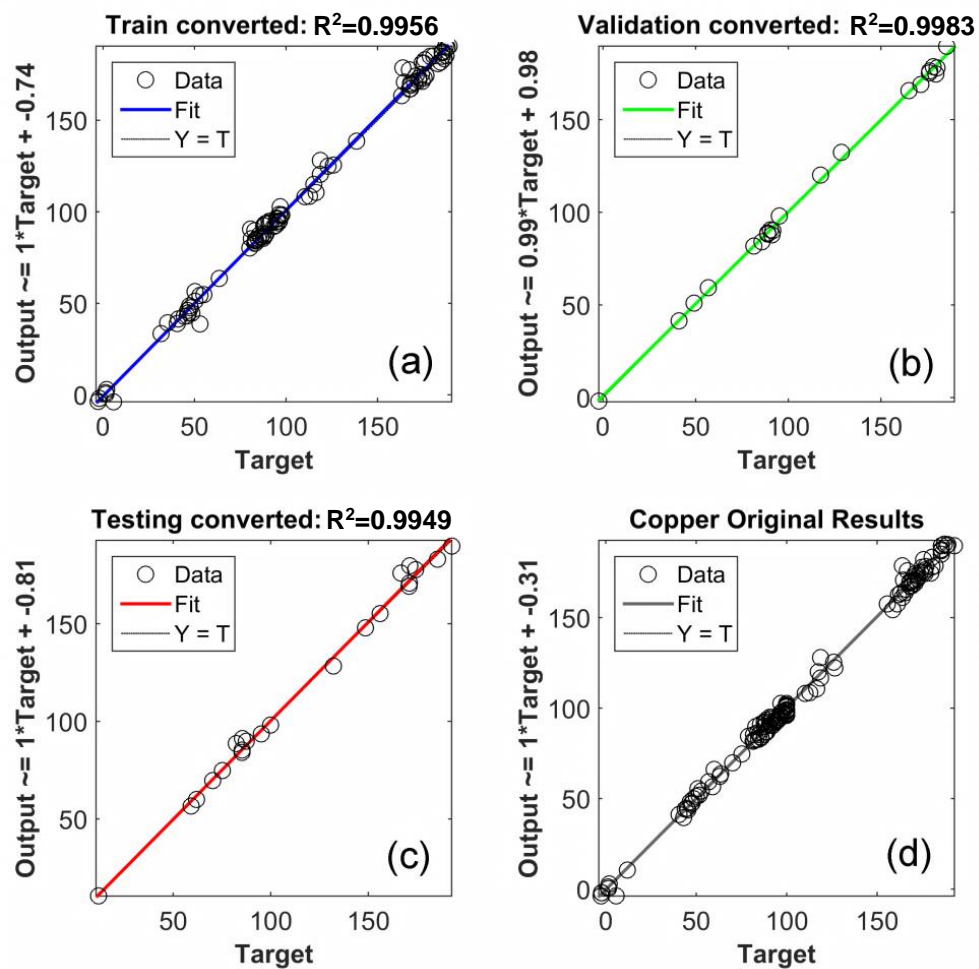 Train converted: R²=0.9956
Output ~= 1*Target + -0.74
Data
Fit
Y = T
150
100
50
0
(a)
0 50 100 150
Target
Validation converted: R²=0.9983
Output ~= 0.99*Target + 0.98
Data
Fit
Y = T
150
100
50
0
(b)
0 50 100 150
Target
Testing converted: R²=0.9949
Output ~= 1*Target + -0.81
Data
Fit
Y = T
150
100
50
(c)
50 100 150
Target
Copper Original Results
Output ~= 1*Target + -0.31
Data
Fit
Y = T
150
100
50
0
(d)
0 50 100 150
Target